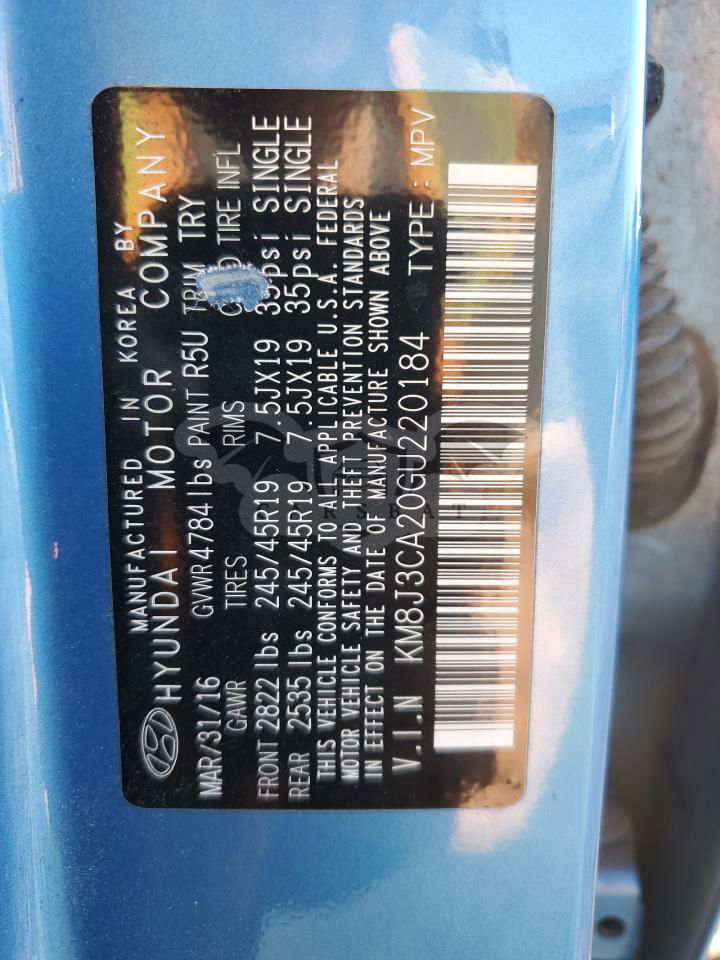 MANUFACTURED IN KOREA BY
HYUNDAI MOTOR COMPANY
MAR/31/16 GVWR 4784 lbs PAINT R5U TRIM TRY
GAWR TIRES RIMS TIRE INFL
FRONT 2822 lbs 245/45R19 7.5JX19 35psi SINGLE
REAR 2535 lbs 245/45R19 7.5JX19 35psi SINGLE
THIS VEHICLE CONFORMS TO ALL APPLICABLE U.S.A. FEDERAL
MOTOR VEHICLE SAFETY AND THEFT PREVENTION STANDARDS
IN EFFECT ON THE DATE OF MANUFACTURE SHOWN ABOVE
V.I.N KM8J3CA20GU220184 TYPE : MPV